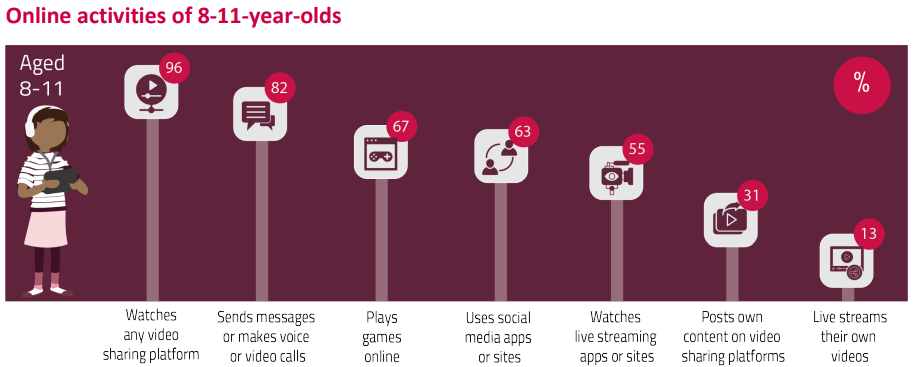 Online activities of 8-11-year-olds
Aged
8-11
96
82
67
63
55
31
13
%
Watches
any video
sharing platform
Sends messages
or makes voice
or video calls
Plays
games
online
Uses social
media apps
or sites
Watches
live streaming
apps or sites
Posts own
content on video
sharing platforms
Live streams
their own
videos